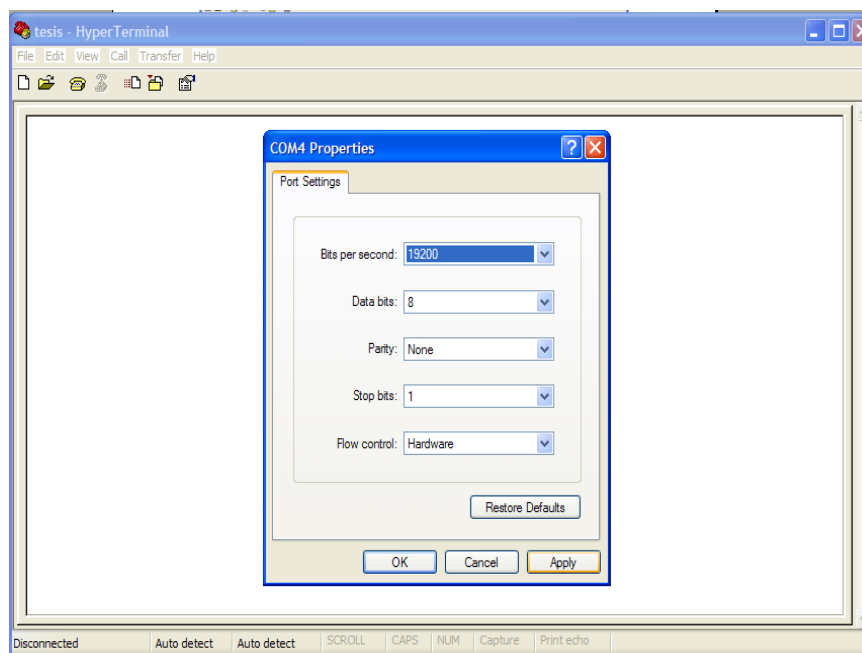 tesis - HyperTerminal
File Edit View Call Transfer Help
COM4 Properties
Port Settings
Bits per second: 19200
Data bits: 8
Parity: None
Stop bits: 1
Flow control: Hardware
Restore Defaults
OK Cancel Apply
Disconnected Auto detect Auto detect SCROLL CAPS NUM Capture Print echo